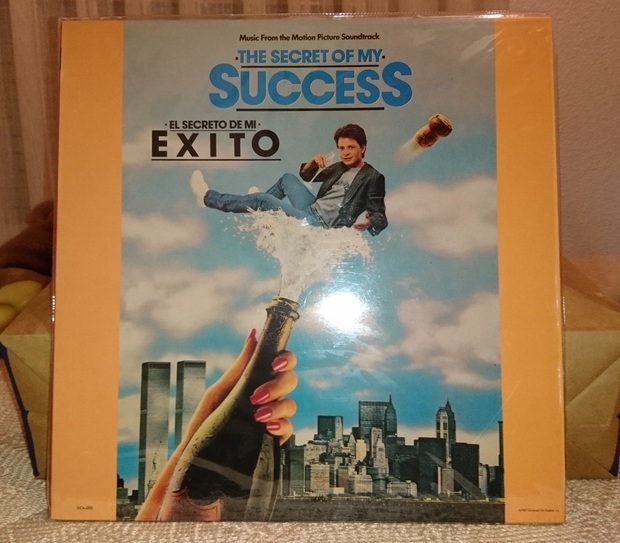 Music From the Motion Picture Soundtrack
·THE SECRET OF MY·
SUCCESS
·EL SECRETO DE MI·
EXITO